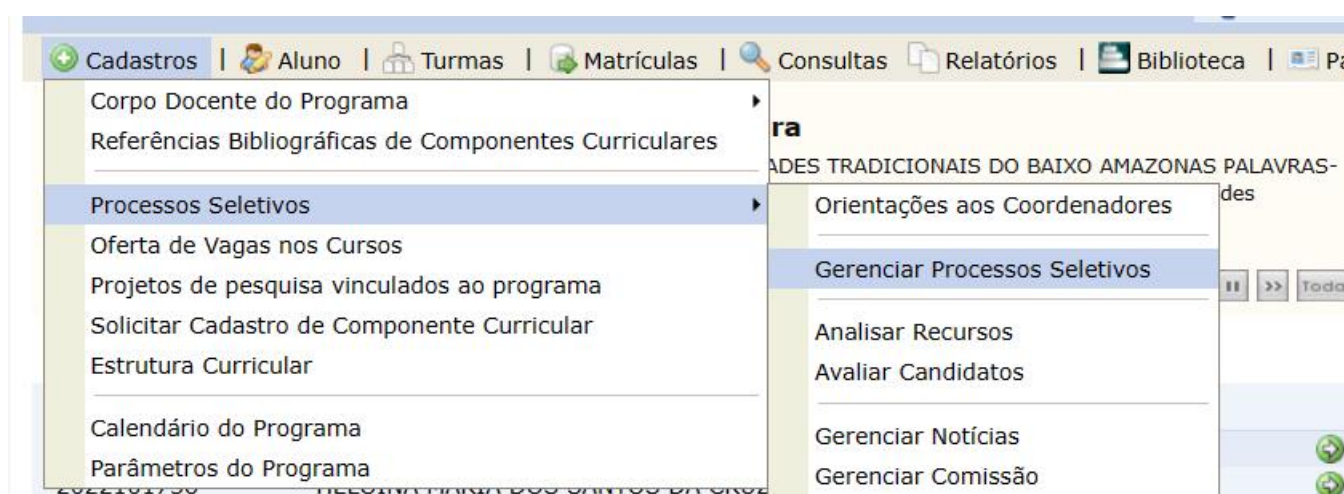 Cadastros | Aluno | Turmas | Matrículas | Consultas Relatórios | Biblioteca |
Corpo Docente do Programa
Referências Bibliográficas de Componentes Curriculares
ra
ADES TRADICIONAIS DO BAIXO AMAZONAS PALAVRAS-
des
Processos Seletivos
Oferta de Vagas nos Cursos
Projetos de pesquisa vinculados ao programa
Solicitar Cadastro de Componente Curricular
Estrutura Curricular
Calendário do Programa
Parâmetros do Programa
Orientações aos Coordenadores
Gerenciar Processos Seletivos
Analisar Recursos
Avaliar Candidatos
Gerenciar Notícias
Gerenciar Comissão